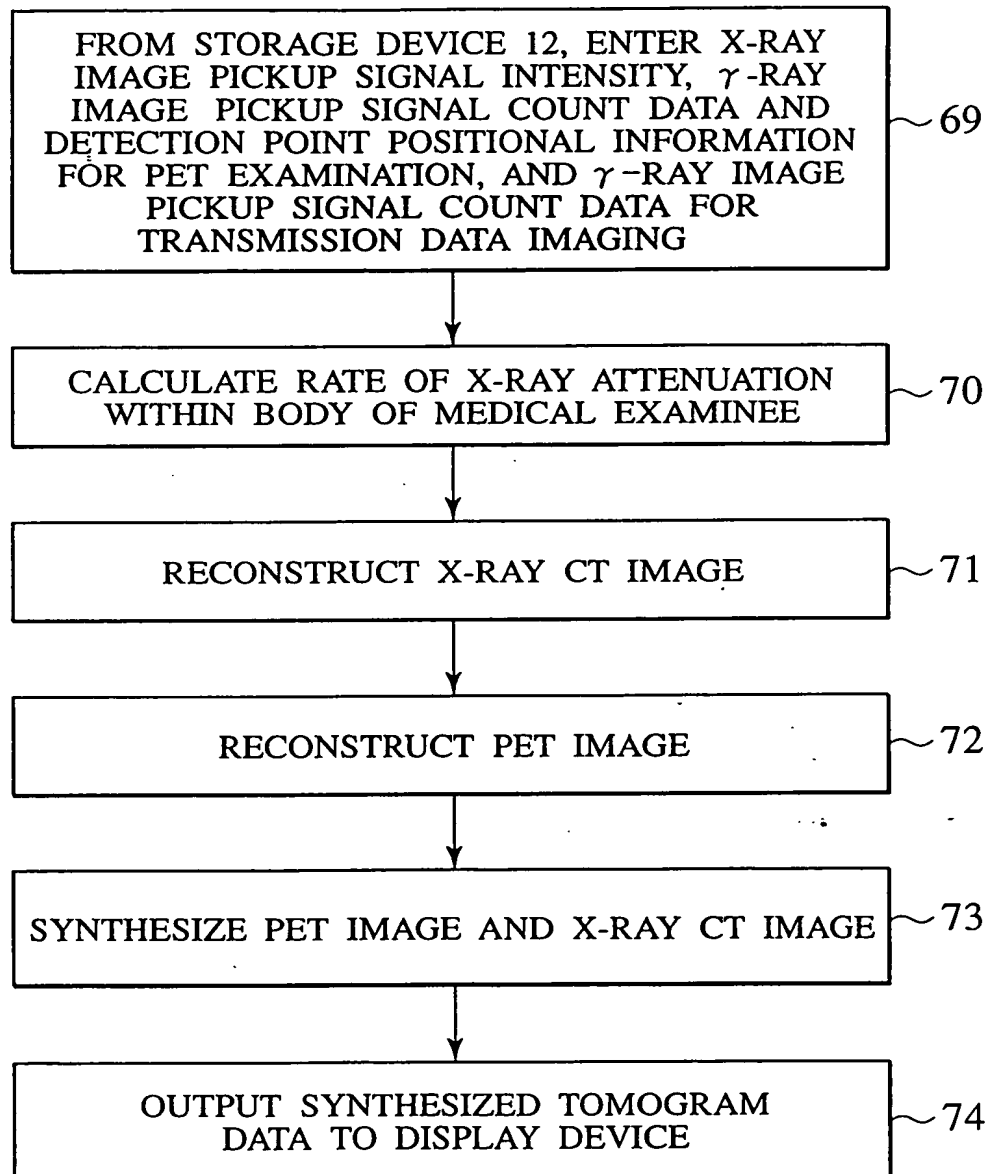 FROM STORAGE DEVICE 12, ENTER X-RAY
IMAGE PICKUP SIGNAL INTENSITY, γ-RAY
IMAGE PICKUP SIGNAL COUNT DATA AND
DETECTION POINT POSITIONAL INFORMATION
FOR PET EXAMINATION, AND γ-RAY IMAGE
PICKUP SIGNAL COUNT DATA FOR
TRANSMISSION DATA IMAGING
69
CALCULATE RATE OF X-RAY ATTENUATION
WITHIN BODY OF MEDICAL EXAMINEE
70
RECONSTRUCT X-RAY CT IMAGE
71
RECONSTRUCT PET IMAGE
72
SYNTHESIZE PET IMAGE AND X-RAY CT IMAGE
73
OUTPUT SYNTHESIZED TOMOGRAM
DATA TO DISPLAY DEVICE
74